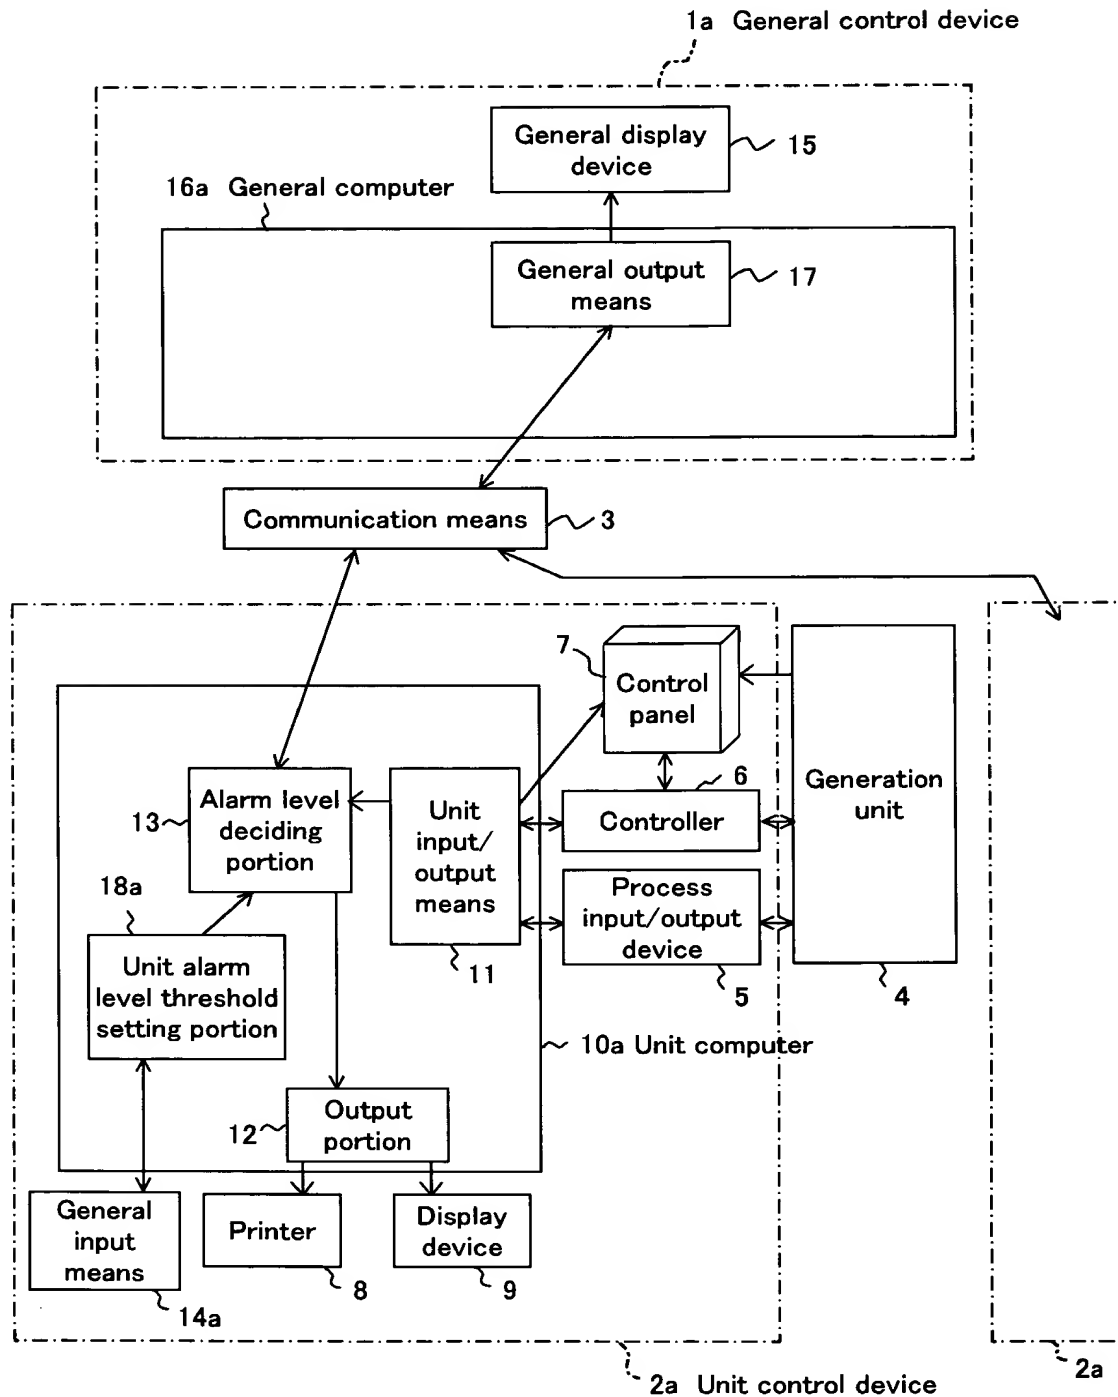 1a General control device
General display
device
15
16a General computer
General output
means
17
Communication means
3
7
Control
panel
Generation
unit
6
Controller
Alarm level
deciding
portion
13
Unit
input/
output
means
11
Process
input/output
device
5
4
18a
Unit alarm
level threshold
setting portion
10a Unit computer
Output
portion
12
General
input
means
14a
Printer
8
Display
device
9
2a Unit control device
2a